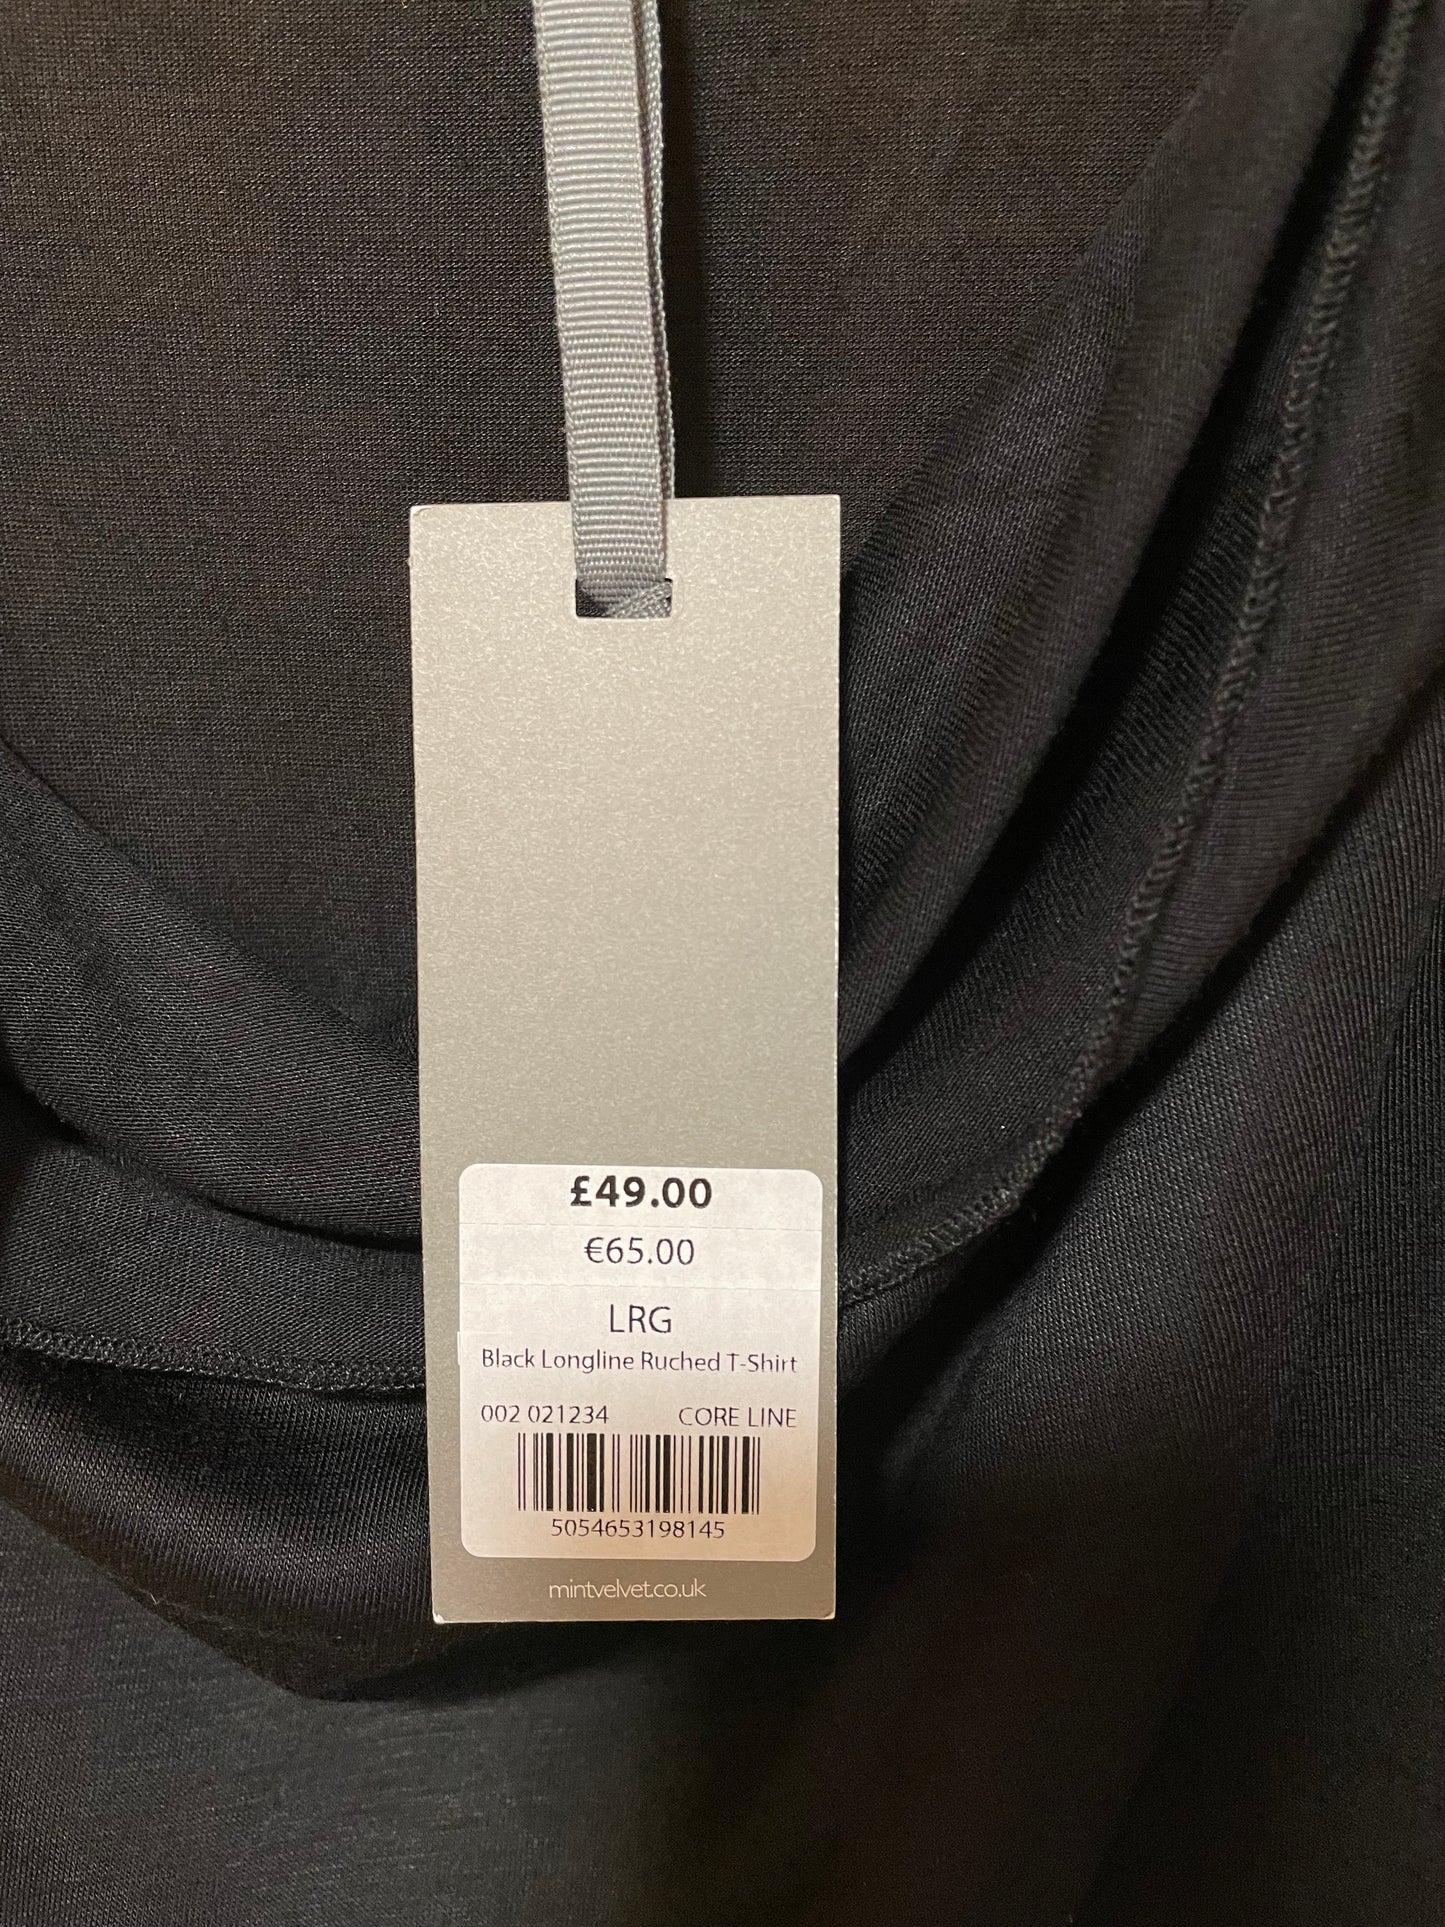 £49.00
€65.00
LRG
Black Longline Ruched T-Shirt
002 021234 CORE LINE
5054653198145
mintvelvet.co.uk